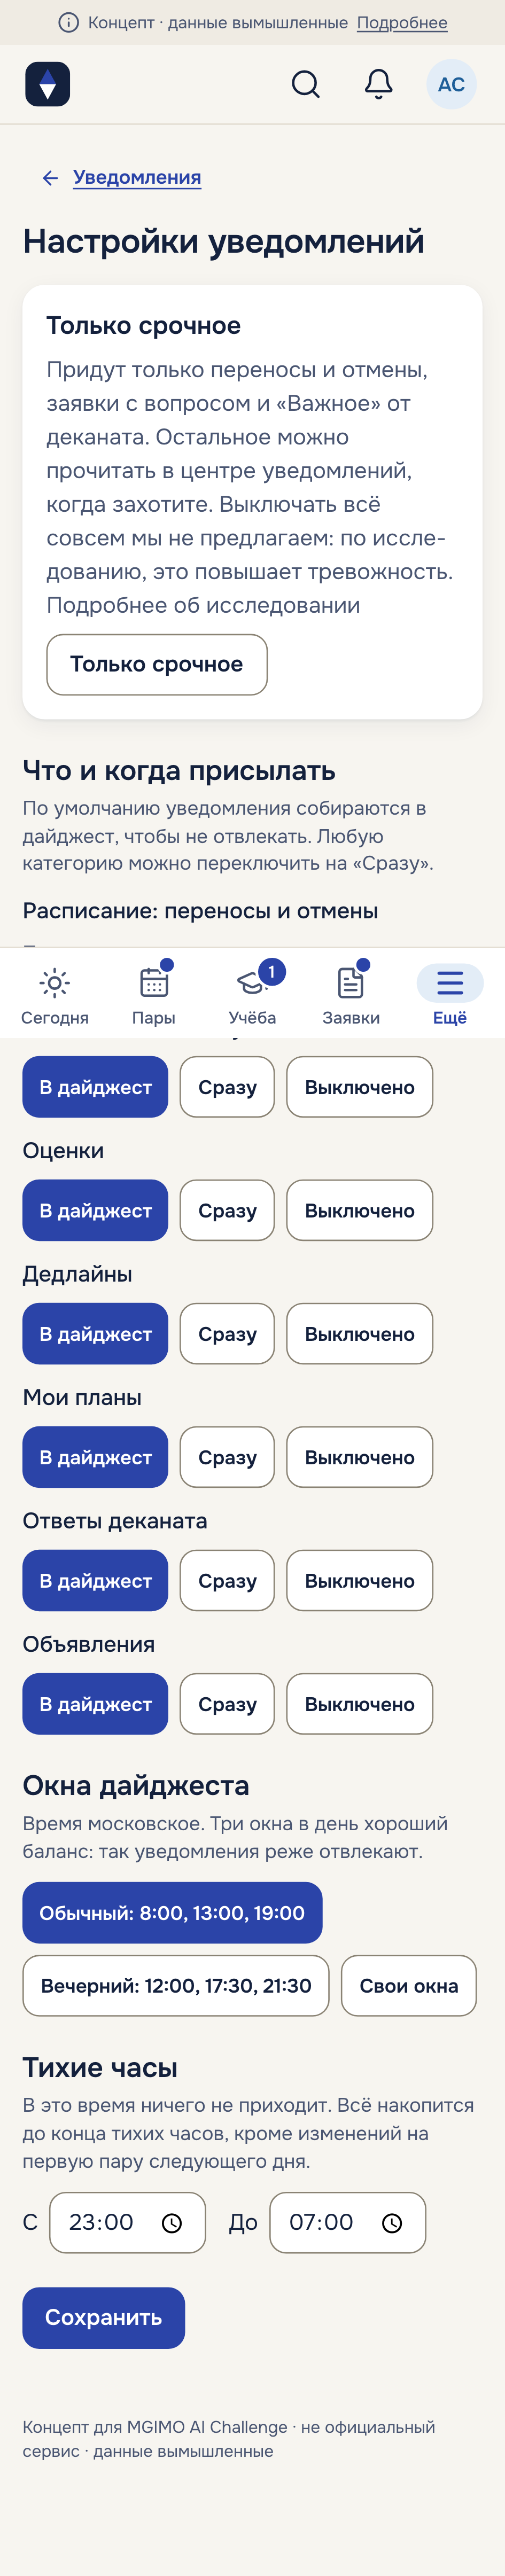 Концепт · данные вымышленные Подробнее
АС
Уведомления
Настройки уведомлений
Только срочное
Придут только переносы и отмены,
заявки с вопросом и «Важное» от
деканата. Остальное можно
прочитать в центре уведомлений,
когда захотите. Выключать всё
совсем мы не предлагаем: по иссле-
дованию, это повышает тревожность.
Подробнее об исследовании
Только срочное
Что и когда присылать
По умолчанию уведомления собираются в
дайджест, чтобы не отвлекать. Любую
категорию можно переключить на «Сразу».
Расписание: переносы и отмены
1
Сегодня Пары Учёба Заявки Ещё
В дайджест Сразу Выключено
Оценки
В дайджест Сразу Выключено
Дедлайны
В дайджест Сразу Выключено
Мои планы
В дайджест Сразу Выключено
Ответы деканата
В дайджест Сразу Выключено
Объявления
В дайджест Сразу Выключено
Окна дайджеста
Время московское. Три окна в день хороший
баланс: так уведомления реже отвлекают.
Обычный: 8:00, 13:00, 19:00
Вечерний: 12:00, 17:30, 21:30 Свои окна
Тихие часы
В это время ничего не приходит. Всё накопится
до конца тихих часов, кроме изменений на
первую пару следующего дня.
С 23:00 До 07:00
Сохранить
Концепт для MGIMO AI Challenge · не официальный
сервис · данные вымышленные